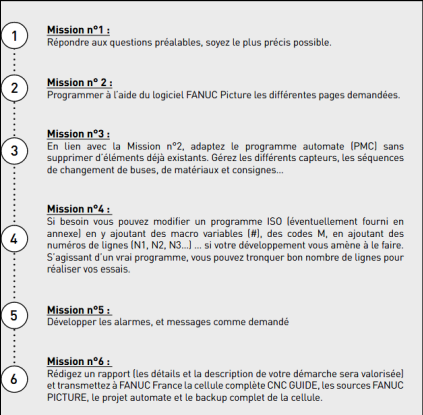 1
Mission n°1 :
Répondre aux questions préalables, soyez le plus précis possible.
2
Mission n° 2 :
Programmer à l'aide du logiciel FANUC Picture les différentes pages demandées.
3
Mission n°3 :
En lien avec la Mission n°2, adaptez le programme automate (PMC) sans
supprimer d'éléments déjà existants. Gérez les différents capteurs, les séquences
de changement de buses, de matériaux et consignes...
4
Mission n°4 :
Si besoin vous pouvez modifier un programme ISO (éventuellement fourni en
annexe) en y ajoutant des macro variables (#), des codes M, en ajoutant des
numéros de lignes (N1, N2, N3...) ... si votre développement vous amène à le faire.
S'agissant d'un vrai programme, vous pouvez tronquer bon nombre de lignes pour
réaliser vos essais.
5
Mission n°5 :
Développer les alarmes, et messages comme demandé
6
Mission n°6 :
Rédigez un rapport (les détails et la description de votre démarche sera valorisée)
et transmettez à FANUC France la cellule complète CNC GUIDE, les sources FANUC
PICTURE, le projet automate et le backup complet de la cellule.